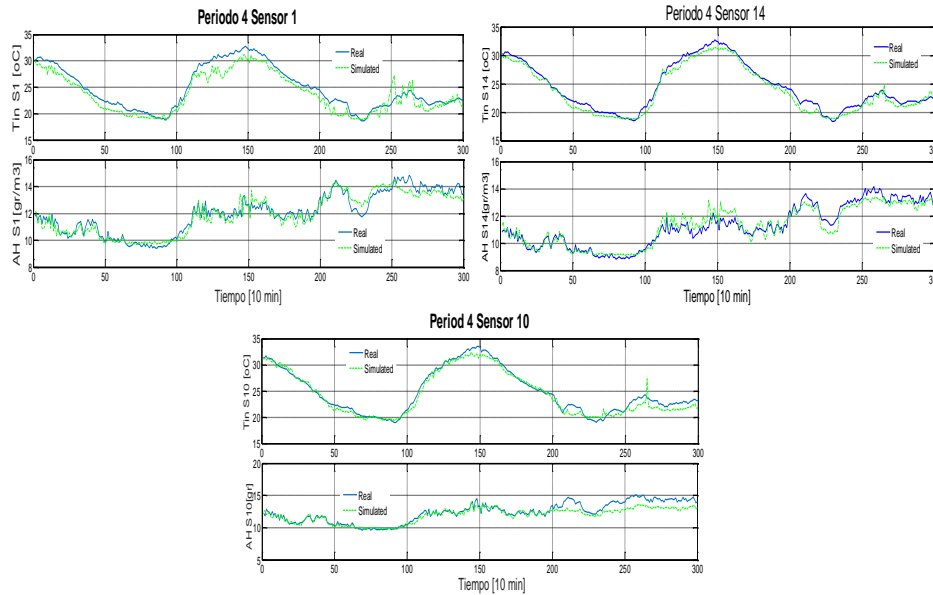 Periodo 4 Sensor 1
Tin S1 [oC]
35
30
25
20
15
Real
Simulated
0 50 100 150 200 250 300
AH S1[gr/m3]
16
14
12
10
8
Real
Simulated
0 50 100 150 200 250 300
Tiempo [10 min]
Periodo 4 Sensor 14
Tin S14 [oC]
35
30
25
20
15
Real
Simulated
0 50 100 150 200 250 300
AH S14[gr/m3]
16
14
12
10
8
Real
Simulated
0 50 100 150 200 250 300
Tiempo [10 min]
Period 4 Sensor 10
Tin S10 [oC]
35
30
25
20
15
Real
Simulated
0 50 100 150 200 250 300
AH S10[gr]
20
15
10
5
Real
Simulated
0 50 100 150 200 250 300
Tiempo [10 min]